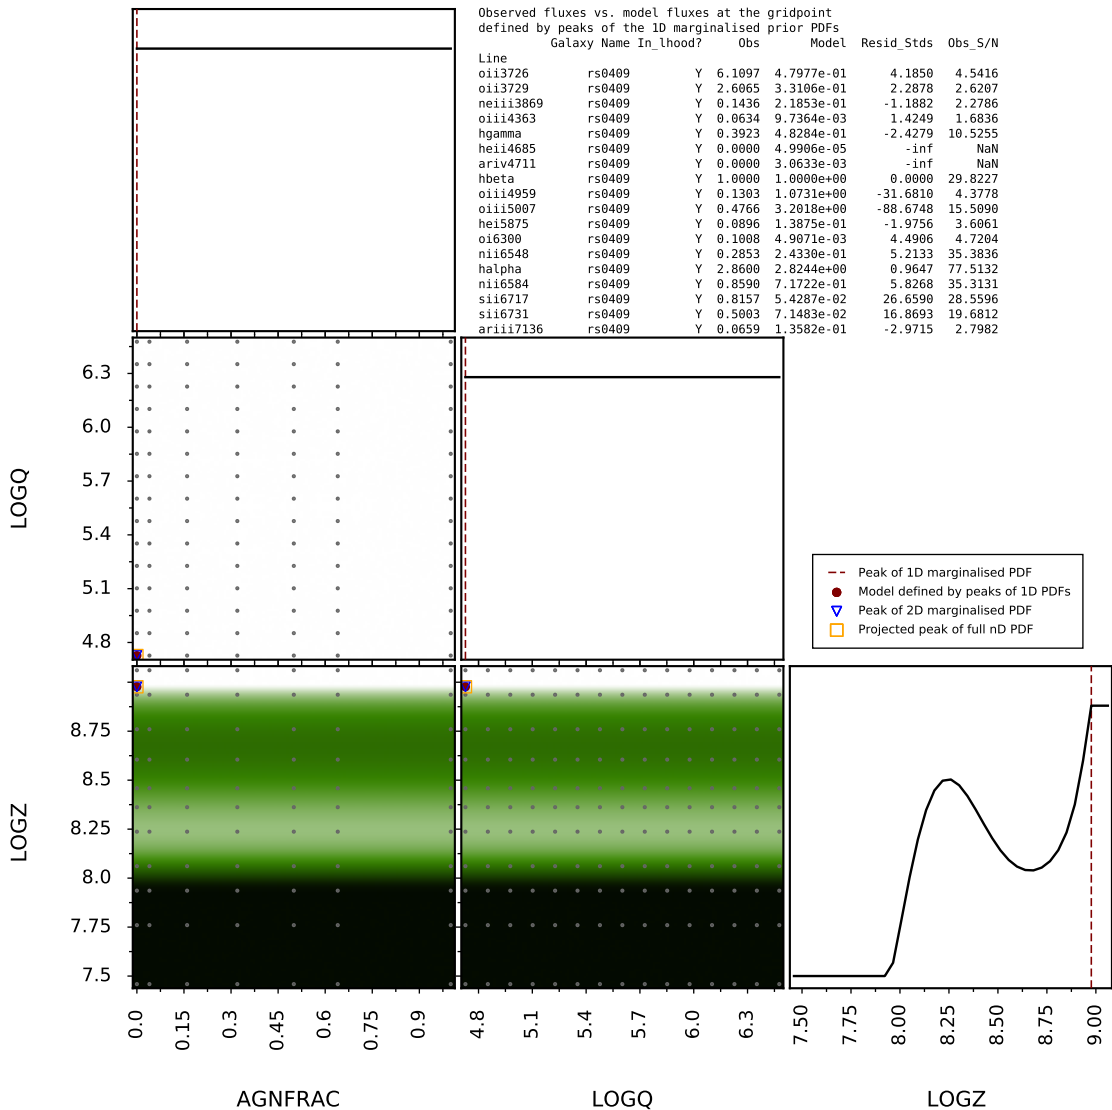 Observed fluxes vs. model fluxes at the gridpoint
defined by peaks of the 1D marginalised prior PDFs
Galaxy Name In_lhood? Obs Model Resid_Stds Obs_S/N
Line
oii3726 rs0409 Y 6.1097 4.7977e-01 4.1850 4.5416
oii3729 rs0409 Y 2.6065 3.3106e-01 2.2878 2.6207
neiii3869 rs0409 Y 0.1436 2.1853e-01 -1.1882 2.2786
oiii4363 rs0409 Y 0.0634 9.7364e-03 1.4249 1.6836
hgamma rs0409 Y 0.3923 4.8284e-01 -2.4279 10.5255
heii4685 rs0409 Y 0.0000 4.9906e-05 -inf NaN
ariv4711 rs0409 Y 0.0000 3.0633e-03 -inf NaN
hbeta rs0409 Y 1.0000 1.0000e+00 0.0000 29.8227
oiii4959 rs0409 Y 0.1303 1.0731e+00 -31.6810 4.3778
oiii5007 rs0409 Y 0.4766 3.2018e+00 -88.6748 15.5090
hei5875 rs0409 Y 0.0896 1.3875e-01 -1.9756 3.6061
oi6300 rs0409 Y 0.1008 4.9071e-03 4.4906 4.7204
nii6548 rs0409 Y 0.2853 2.4330e-01 5.2133 35.3836
halpha rs0409 Y 2.8600 2.8244e+00 0.9647 77.5132
nii6584 rs0409 Y 0.8590 7.1722e-01 5.8268 35.3131
sii6717 rs0409 Y 0.8157 5.4287e-02 26.6590 28.5596
sii6731 rs0409 Y 0.5003 7.1483e-02 16.8693 19.6812
ariii7136 rs0409 Y 0.0659 1.3582e-01 -2.9715 2.7982
6.3
6.0
5.7
5.4
5.1
4.8
LOGQ
Peak of 1D marginalised PDF
Model defined by peaks of 1D PDFs
Peak of 2D marginalised PDF
Projected peak of full nD PDF
8.75
8.5
8.25
8.0
7.75
7.5
LOGZ
0.0 0.15 0.3 0.45 0.6 0.75 0.9
4.8 5.1 5.4 5.7 6.0 6.3
7.50 7.75 8.00 8.25 8.50 8.75 9.00
AGNFRAC LOGQ LOGZ